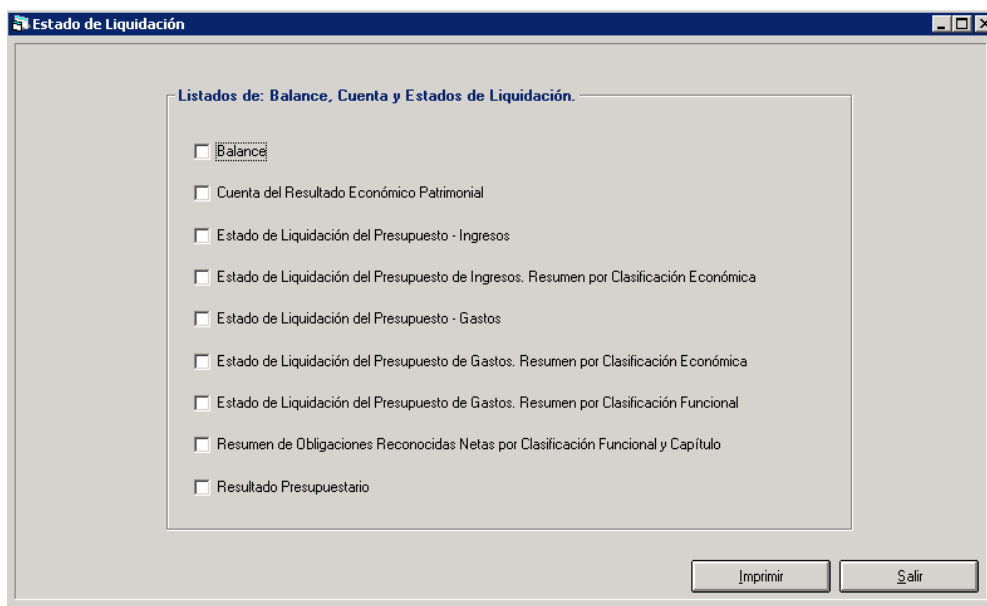 Estado de Liquidación
Listados de: Balance, Cuenta y Estados de Liquidación.
Balance
Cuenta del Resultado Económico Patrimonial
Estado de Liquidación del Presupuesto - Ingresos
Estado de Liquidación del Presupuesto de Ingresos. Resumen por Clasificación Económica
Estado de Liquidación del Presupuesto - Gastos
Estado de Liquidación del Presupuesto de Gastos. Resumen por Clasificación Económica
Estado de Liquidación del Presupuesto de Gastos. Resumen por Clasificación Funcional
Resumen de Obligaciones Reconocidas Netas por Clasificación Funcional y Capítulo
Resultado Presupuestario
Imprimir Salir